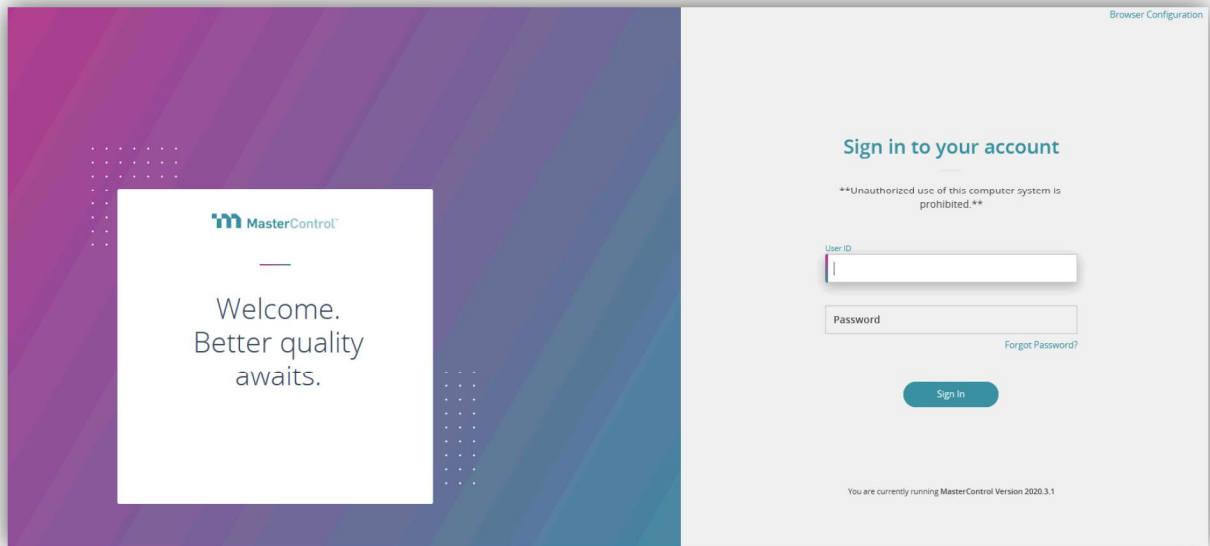 Browser Configuration
MasterControl™
Welcome.
Better quality
awaits.
Sign in to your account
**Unauthorized use of this computer system is
prohibited.**
User ID
Password
Forgot Password?
Sign In
You are currently running MasterControl Version 2020.3.1